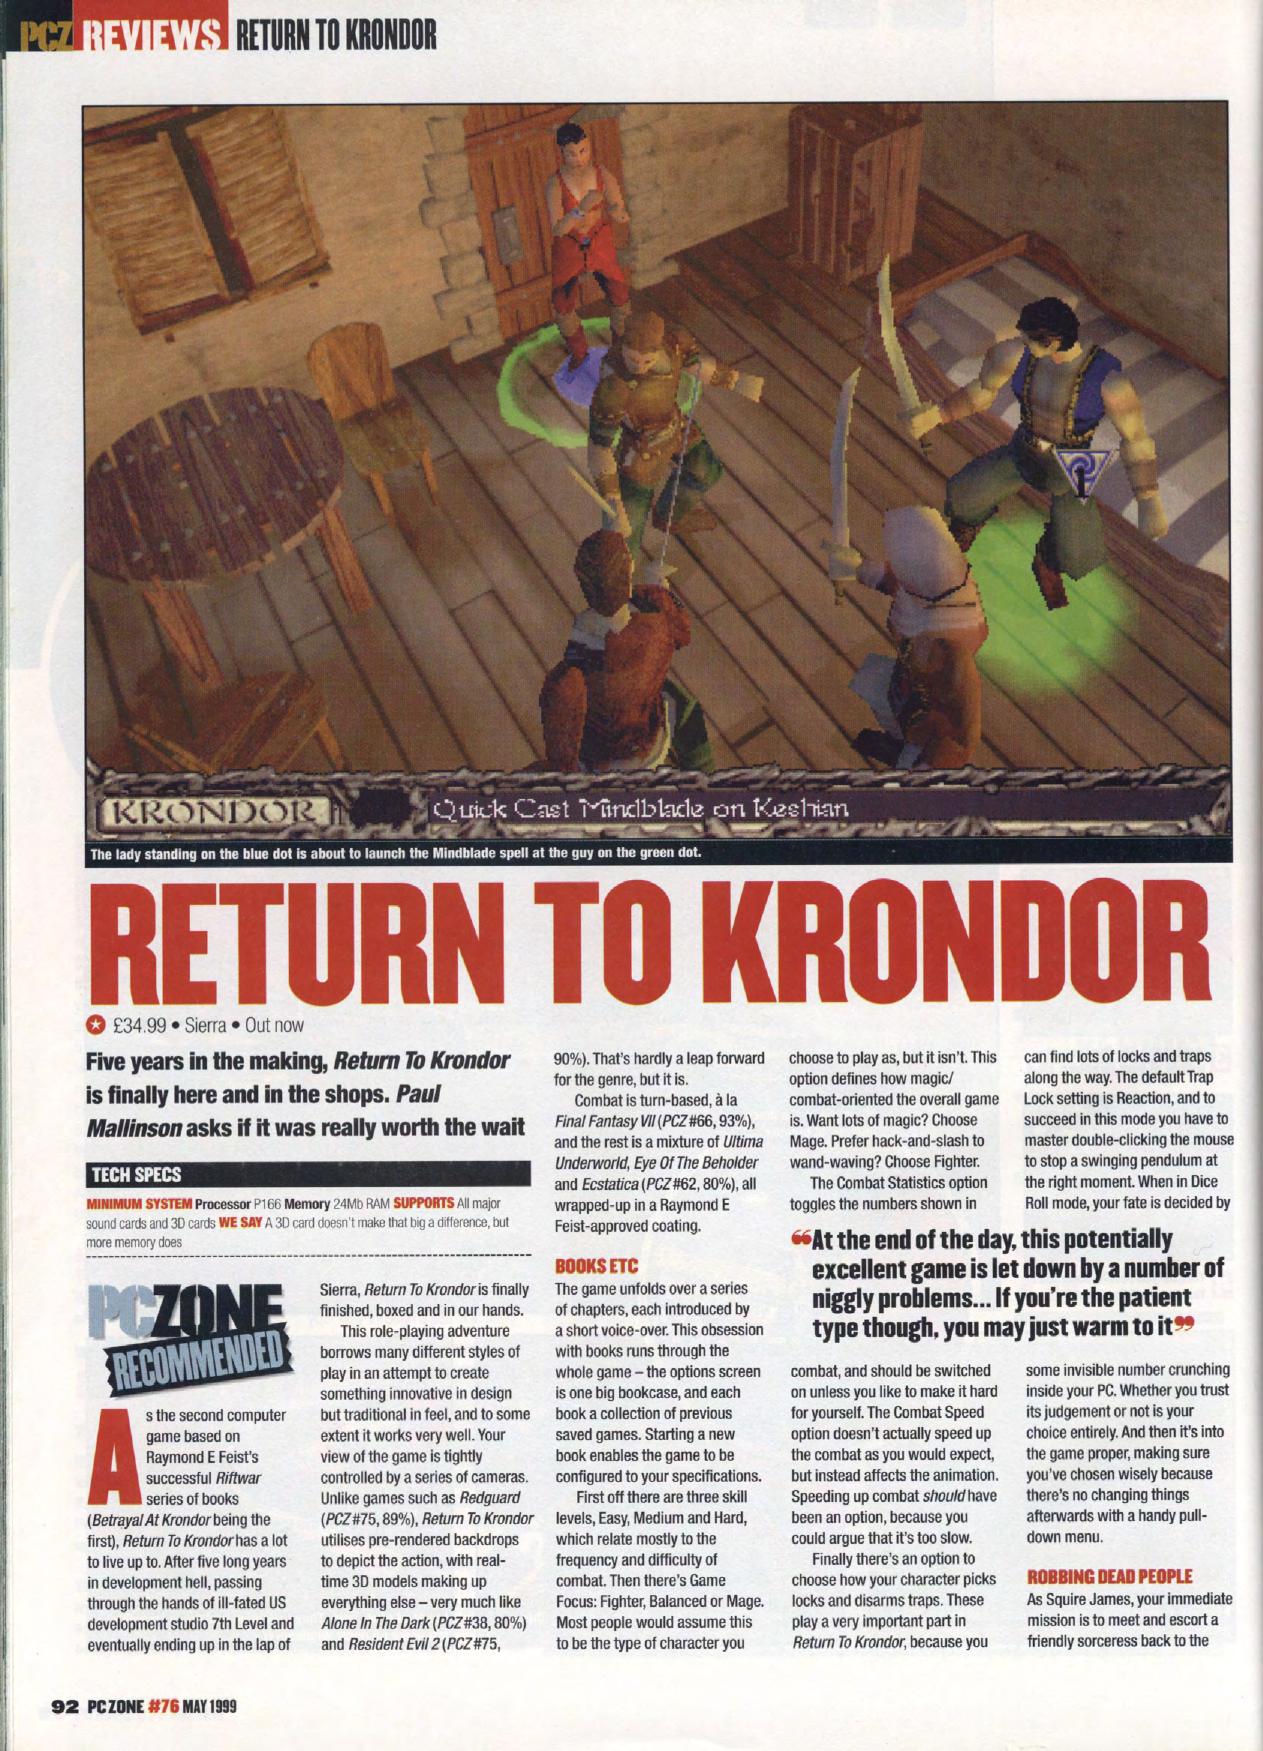 PCZ REVIEWS RETURN TO KRONDOR
KRONDOR
Quick Cast Mindblade on Keshian
The lady standing on the blue dot is about to launch the Mindblade spell at the guy on the green dot.
RETURN TO KRONDOR
£34.99 • Sierra • Out now
Five years in the making, Return To Krondor
is finally here and in the shops. Paul
Mallinson asks if it was really worth the wait
TECH SPECS
MINIMUM SYSTEM Processor P166 Memory 24Mb RAM SUPPORTS All major
sound cards and 3D cards WE SAY A 3D card doesn't make that big a difference, but
more memory does
PCZONE
RECOMMENDED
As the second computer
game based on
Raymond E Feist's
successful Riftwar
series of books
(Betrayal At Krondor being the
first), Return To Krondor has a lot
to live up to. After five long years
in development hell, passing
through the hands of ill-fated US
development studio 7th Level and
eventually ending up in the lap of
Sierra, Return To Krondor is finally
finished, boxed and in our hands.
This role-playing adventure
borrows many different styles of
play in an attempt to create
something innovative in design
but traditional in feel, and to some
extent it works very well. Your
view of the game is tightly
controlled by a series of cameras.
Unlike games such as Redguard
(PCZ #75, 89%), Return To Krondor
utilises pre-rendered backdrops
to depict the action, with real-
time 3D models making up
everything else – very much like
Alone In The Dark (PCZ #38, 80%)
and Resident Evil 2 (PCZ #75,
90%). That's hardly a leap forward
for the genre, but it is.
Combat is turn-based, à la
Final Fantasy VII (PCZ #66, 93%),
and the rest is a mixture of Ultima
Underworld, Eye Of The Beholder
and Ecstatica (PCZ #62, 80%), all
wrapped-up in a Raymond E
Feist-approved coating.
BOOKS ETC
The game unfolds over a series
of chapters, each introduced by
a short voice-over. This obsession
with books runs through the
whole game – the options screen
is one big bookcase, and each
book a collection of previous
saved games. Starting a new
book enables the game to be
configured to your specifications.
First off there are three skill
levels, Easy, Medium and Hard,
which relate mostly to the
frequency and difficulty of
combat. Then there's Game
Focus: Fighter, Balanced or Mage.
Most people would assume this
to be the type of character you
choose to play as, but it isn't. This
option defines how magic/
combat-oriented the overall game
is. Want lots of magic? Choose
Mage. Prefer hack-and-slash to
wand-waving? Choose Fighter.
The Combat Statistics option
toggles the numbers shown in
combat, and should be switched
on unless you like to make it hard
for yourself. The Combat Speed
option doesn't actually speed up
the combat as you would expect,
but instead affects the animation.
Speeding up combat should have
been an option, because you
could argue that it's too slow.
Finally there's an option to
choose how your character picks
locks and disarms traps. These
play a very important part in
Return To Krondor, because you
can find lots of locks and traps
along the way. The default Trap
Lock setting is Reaction, and to
succeed in this mode you have to
master double-clicking the mouse
to stop a swinging pendulum at
the right moment. When in Dice
Roll mode, your fate is decided by
some invisible number crunching
inside your PC. Whether you trust
its judgement or not is your
choice entirely. And then it's into
the game proper, making sure
you've chosen wisely because
there's no changing things
afterwards with a handy pull-
down menu.
“At the end of the day, this potentially
excellent game is let down by a number of
niggly problems... If you're the patient
type though, you may just warm to it”
ROBBING DEAD PEOPLE
As Squire James, your immediate
mission is to meet and escort a
friendly sorceress back to the
92 PCZONE #76 MAY 1999